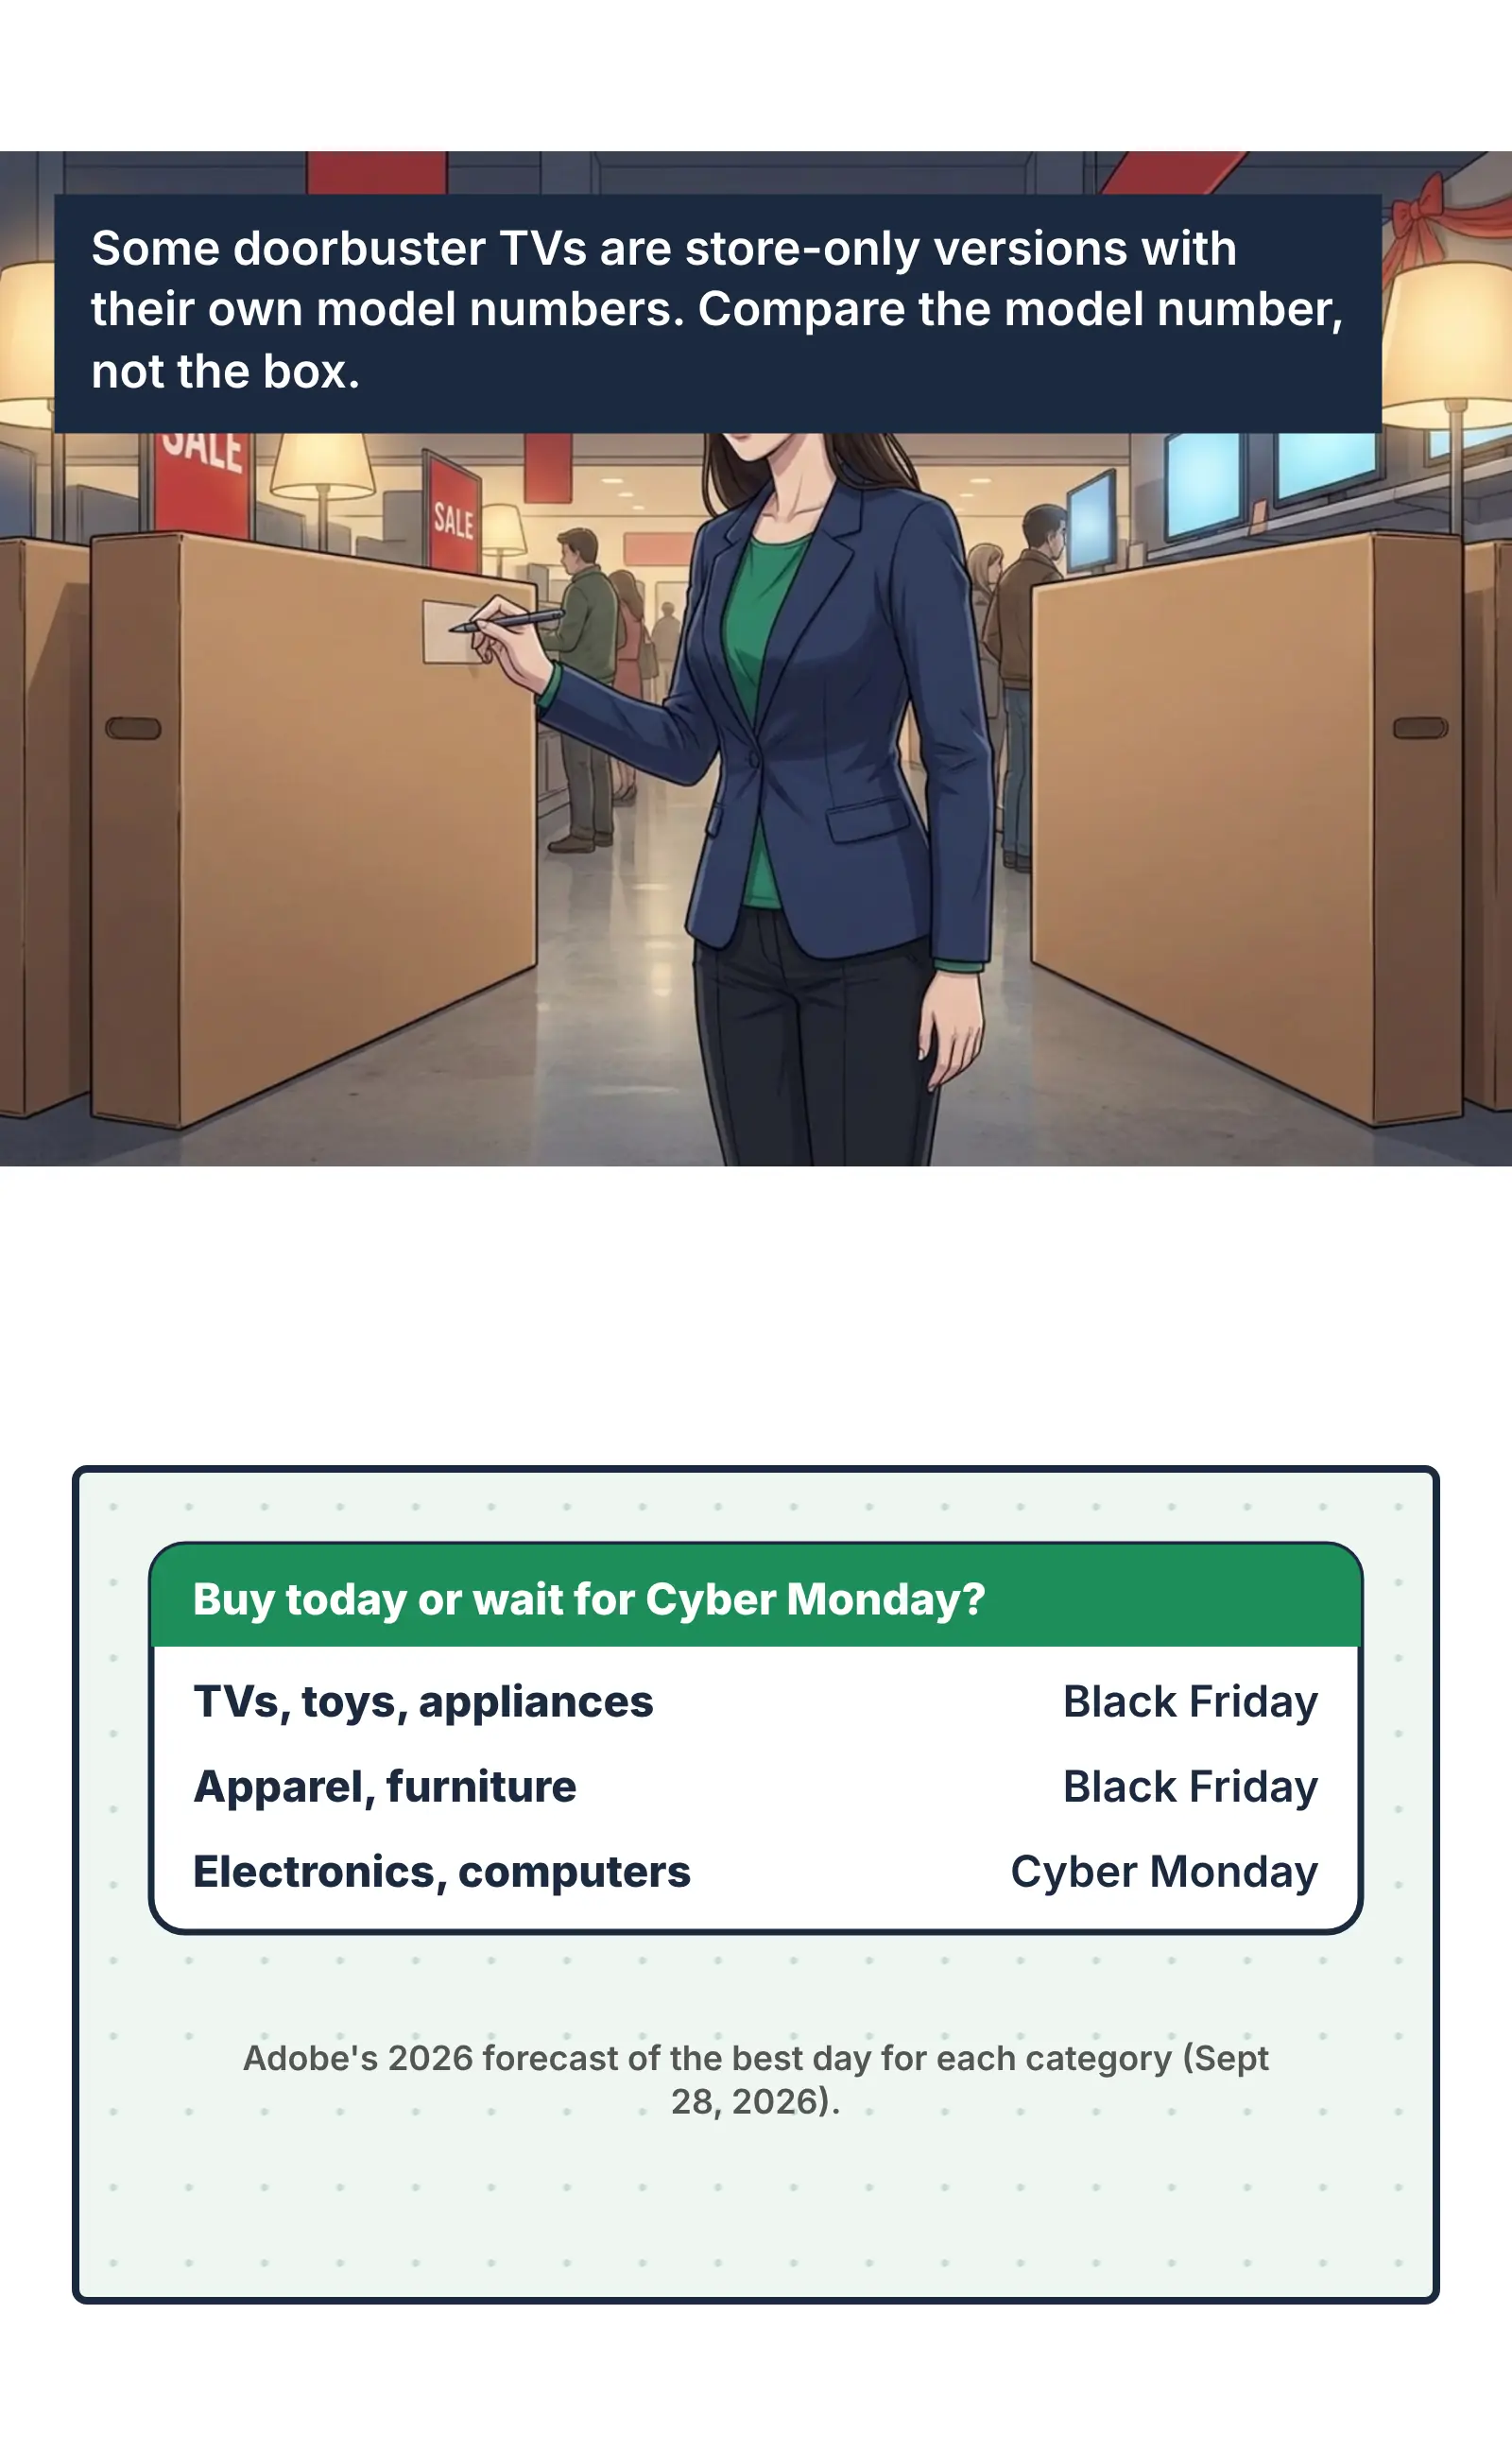 Some doorbuster TVs are store-only versions with
their own model numbers. Compare the model number,
not the box.
SALE
SALE
Buy today or wait for Cyber Monday?
TVs, toys, appliances Black Friday
Apparel, furniture Black Friday
Electronics, computers Cyber Monday
Adobe's 2026 forecast of the best day for each category (Sept
28, 2026).